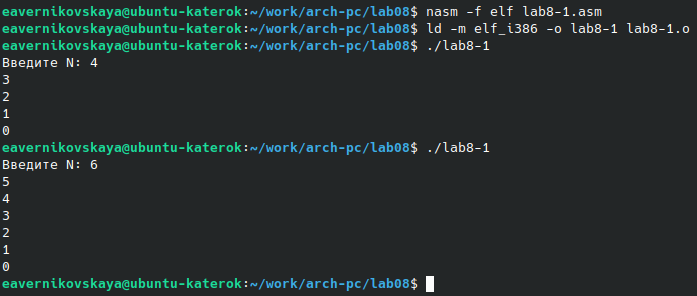 eavernikovskaya@ubuntu-katerok:~/work/arch-pc/lab08$ nasm -f elf lab8-1.asm
eavernikovskaya@ubuntu-katerok:~/work/arch-pc/lab08$ ld -m elf_i386 -o lab8-1 lab8-1.o
eavernikovskaya@ubuntu-katerok:~/work/arch-pc/lab08$ ./lab8-1
Введите N: 4
3
2
1
0
eavernikovskaya@ubuntu-katerok:~/work/arch-pc/lab08$ ./lab8-1
Введите N: 6
5
4
3
2
1
0
eavernikovskaya@ubuntu-katerok:~/work/arch-pc/lab08$